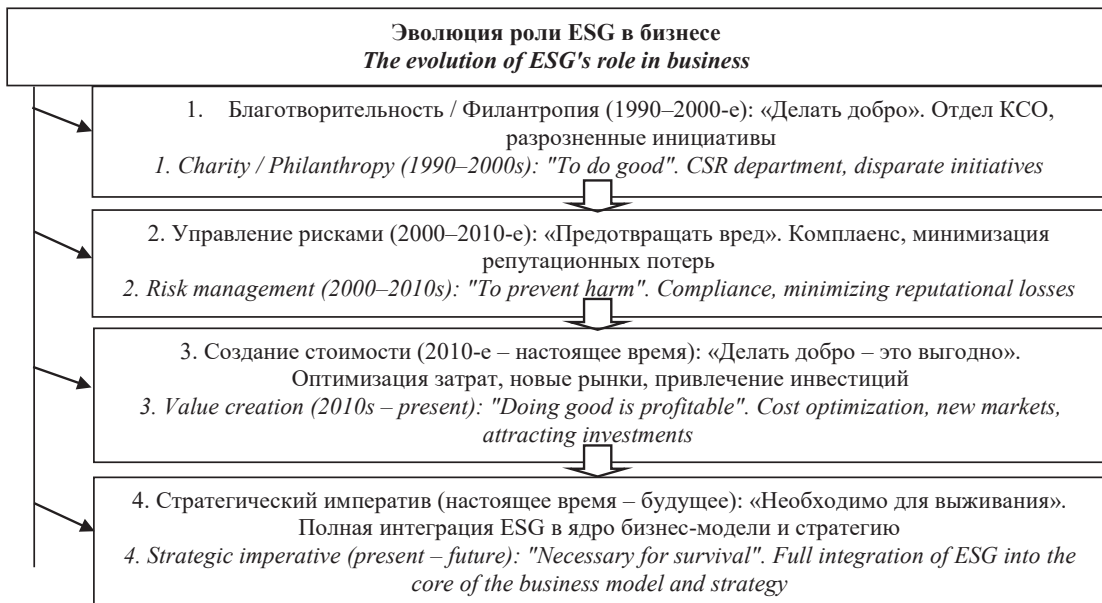 Эволюция роли ESG в бизнесе
The evolution of ESG's role in business
1. Благотворительность / Филантропия (1990–2000-е): «Делать добро». Отдел КСО,
разрозненные инициативы
1. Charity / Philanthropy (1990–2000s): "To do good". CSR department, disparate initiatives
2. Управление рисками (2000–2010-е): «Предотвращать вред». Комплаенс, минимизация
репутационных потерь
2. Risk management (2000–2010s): "To prevent harm". Compliance, minimizing reputational losses
3. Создание стоимости (2010-е – настоящее время): «Делать добро – это выгодно».
Оптимизация затрат, новые рынки, привлечение инвестиций
3. Value creation (2010s – present): "Doing good is profitable". Cost optimization, new markets,
attracting investments
4. Стратегический императив (настоящее время – будущее): «Необходимо для выживания».
Полная интеграция ESG в ядро бизнес-модели и стратегию
4. Strategic imperative (present – future): "Necessary for survival". Full integration of ESG into the
core of the business model and strategy